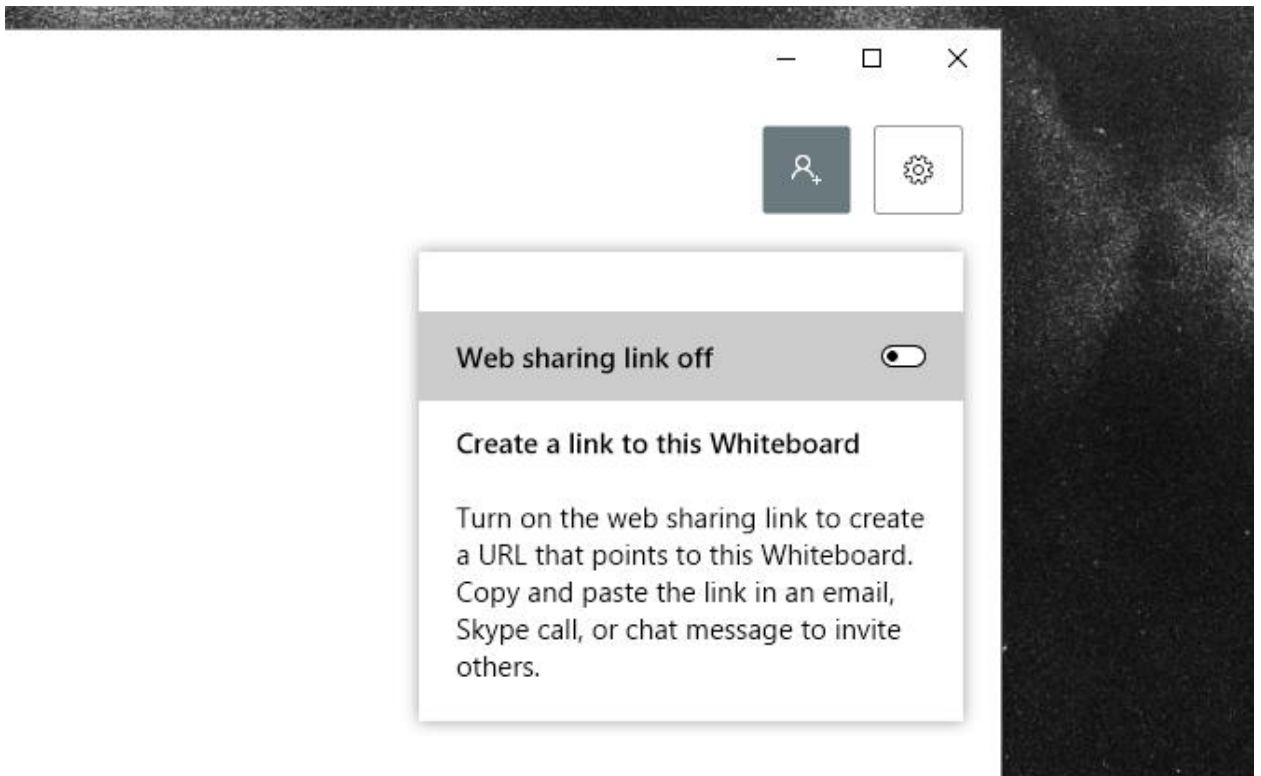 Web sharing link off
Create a link to this Whiteboard
Turn on the web sharing link to create
a URL that points to this Whiteboard.
Copy and paste the link in an email,
Skype call, or chat message to invite
others.